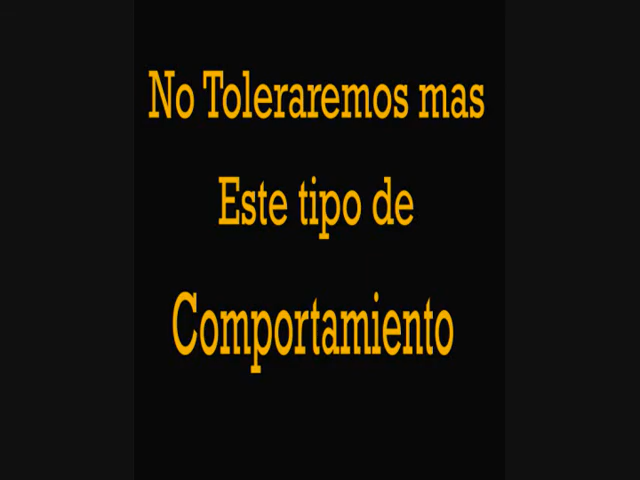 No Toleraremos mas
Este tipo de
Comportamiento